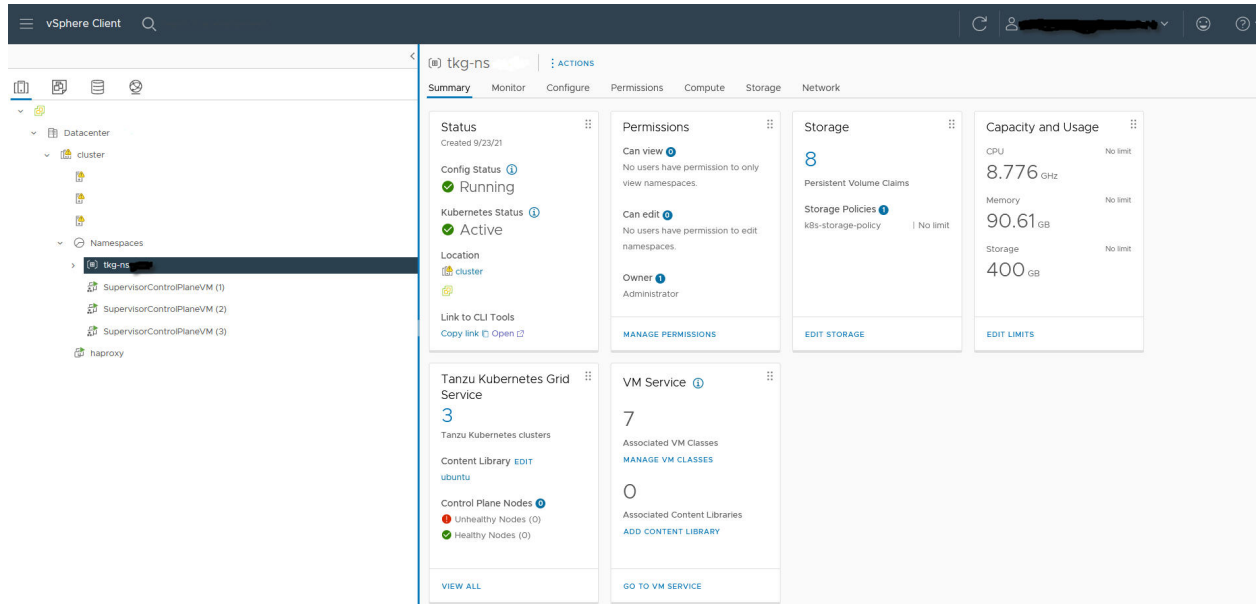 vSphere Client
tkg-ns
ACTIONS
Summary Monitor Configure Permissions Compute Storage Network
Datacenter
cluster
Namespaces
tkg-ns
SupervisorControlPlaneVM (1)
SupervisorControlPlaneVM (2)
SupervisorControlPlaneVM (3)
haproxy
Status
Created 9/23/21
Config Status
Running
Kubernetes Status
Active
Location
cluster
Link to CLI Tools
Copy link Open
Permissions
Can view 0
No users have permission to only
view namespaces.
Can edit 0
No users have permission to edit
namespaces.
Owner 1
Administrator
MANAGE PERMISSIONS
Storage
8
Persistent Volume Claims
Storage Policies 1
k8s-storage-policy | No limit
EDIT STORAGE
Capacity and Usage
CPU No limit
8.776 GHz
Memory No limit
90.61 GB
Storage No limit
400 GB
EDIT LIMITS
Tanzu Kubernetes Grid
Service
3
Tanzu Kubernetes clusters
Content Library EDIT
ubuntu
Control Plane Nodes 0
Unhealthy Nodes (0)
Healthy Nodes (0)
VIEW ALL
VM Service
7
Associated VM Classes
MANAGE VM CLASSES
0
Associated Content Libraries
ADD CONTENT LIBRARY
GO TO VM SERVICE